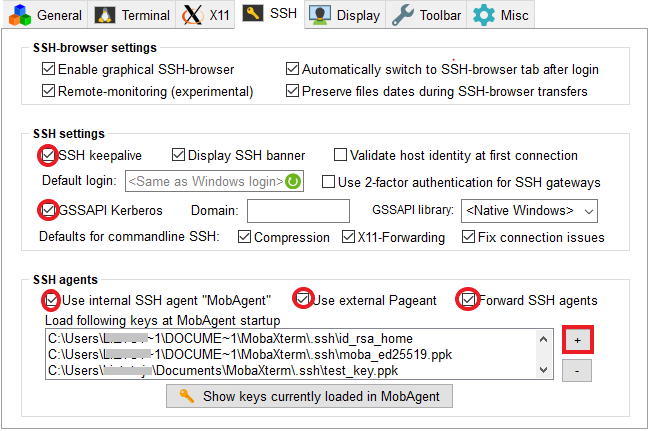 General Terminal X11 SSH Display Toolbar Misc
SSH-browser settings
Enable graphical SSH-browser Automatically switch to SSH-browser tab after login
Remote-monitoring (experimental) Preserve files dates during SSH-browser transfers
SSH settings
SSH keepalive Display SSH banner Validate host identity at first connection
Default login: <Same as Windows login> Use 2-factor authentication for SSH gateways
GSSAPI Kerberos Domain: GSSAPI library: <Native Windows>
Defaults for commandline SSH: Compression X11-Forwarding Fix connection issues
SSH agents
Use internal SSH agent "MobAgent" Use external Pageant Forward SSH agents
Load following keys at MobAgent startup
C:\Users\ ~1\DOCUME~1\MobaXterm\.ssh\id_rsa_home
+
C:\Users\ ~1\DOCUME~1\MobaXterm\.ssh\moba_ed25519.ppk
C:\Users\ \Documents\MobaXterm\.ssh\test_key.ppk
-
Show keys currently loaded in MobAgent